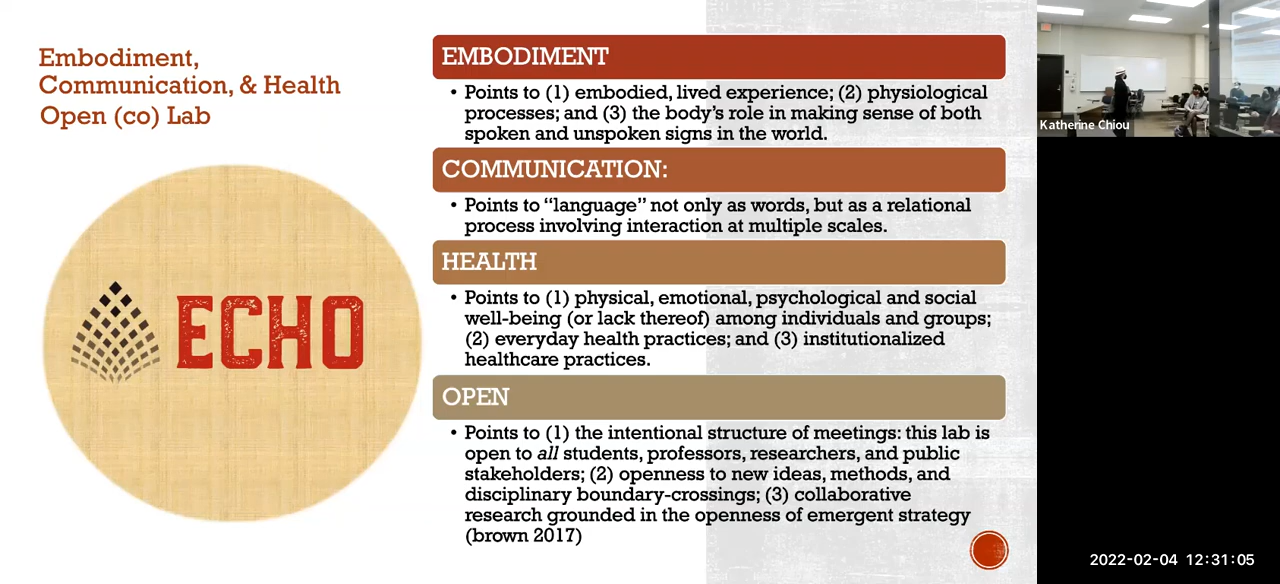 Embodiment,
Communication, & Health
Open (co) Lab
ECHO
EMBODIMENT
• Points to (1) embodied, lived experience; (2) physiological
processes; and (3) the body's role in making sense of both
spoken and unspoken signs in the world.
COMMUNICATION:
• Points to “language” not only as words, but as a relational
process involving interaction at multiple scales.
HEALTH
• Points to (1) physical, emotional, psychological and social
well-being (or lack thereof) among individuals and groups;
(2) everyday health practices; and (3) institutionalized
healthcare practices.
OPEN
• Points to (1) the intentional structure of meetings: this lab is
open to all students, professors, researchers, and public
stakeholders; (2) openness to new ideas, methods, and
disciplinary boundary-crossings; (3) collaborative
research grounded in the openness of emergent strategy
(brown 2017)
Katherine Chiou
2022-02-04 12:31:05